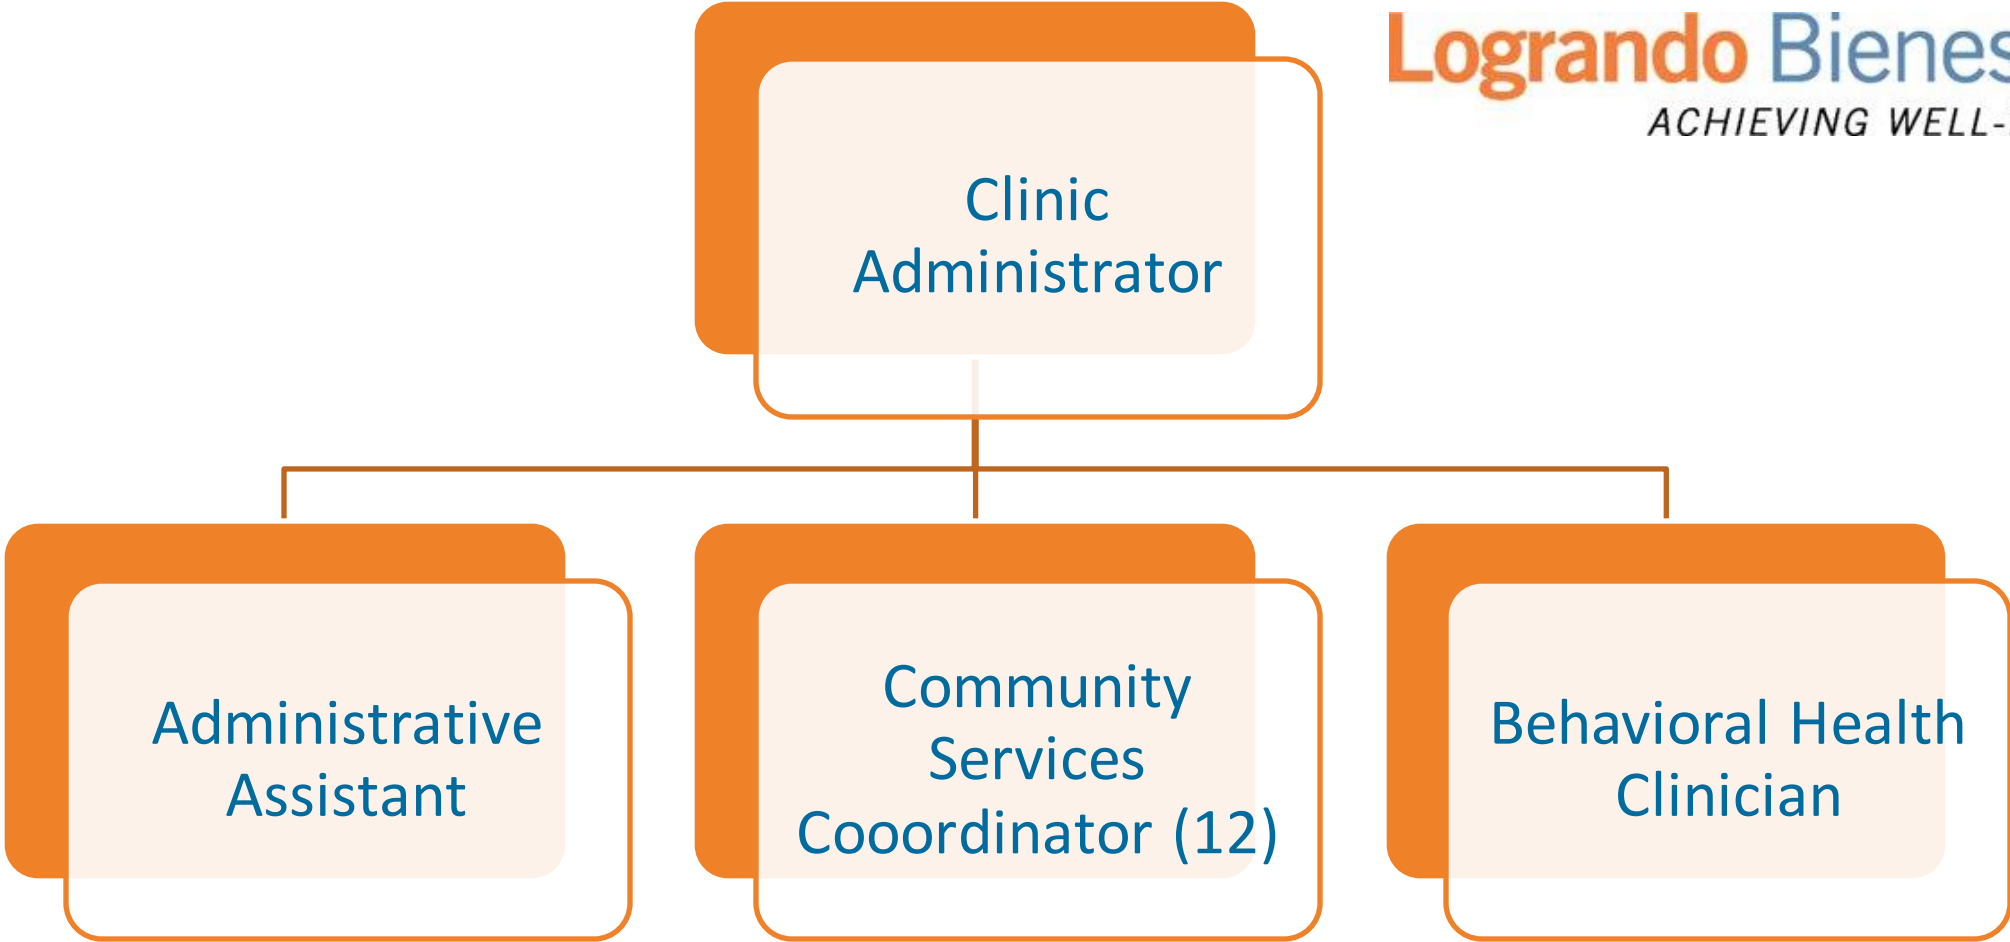 Logrando Bienes
ACHIEVING WELL-
Clinic
Administrator
Administrative
Assistant
Community
Services
Cooordinator (12)
Behavioral Health
Clinician